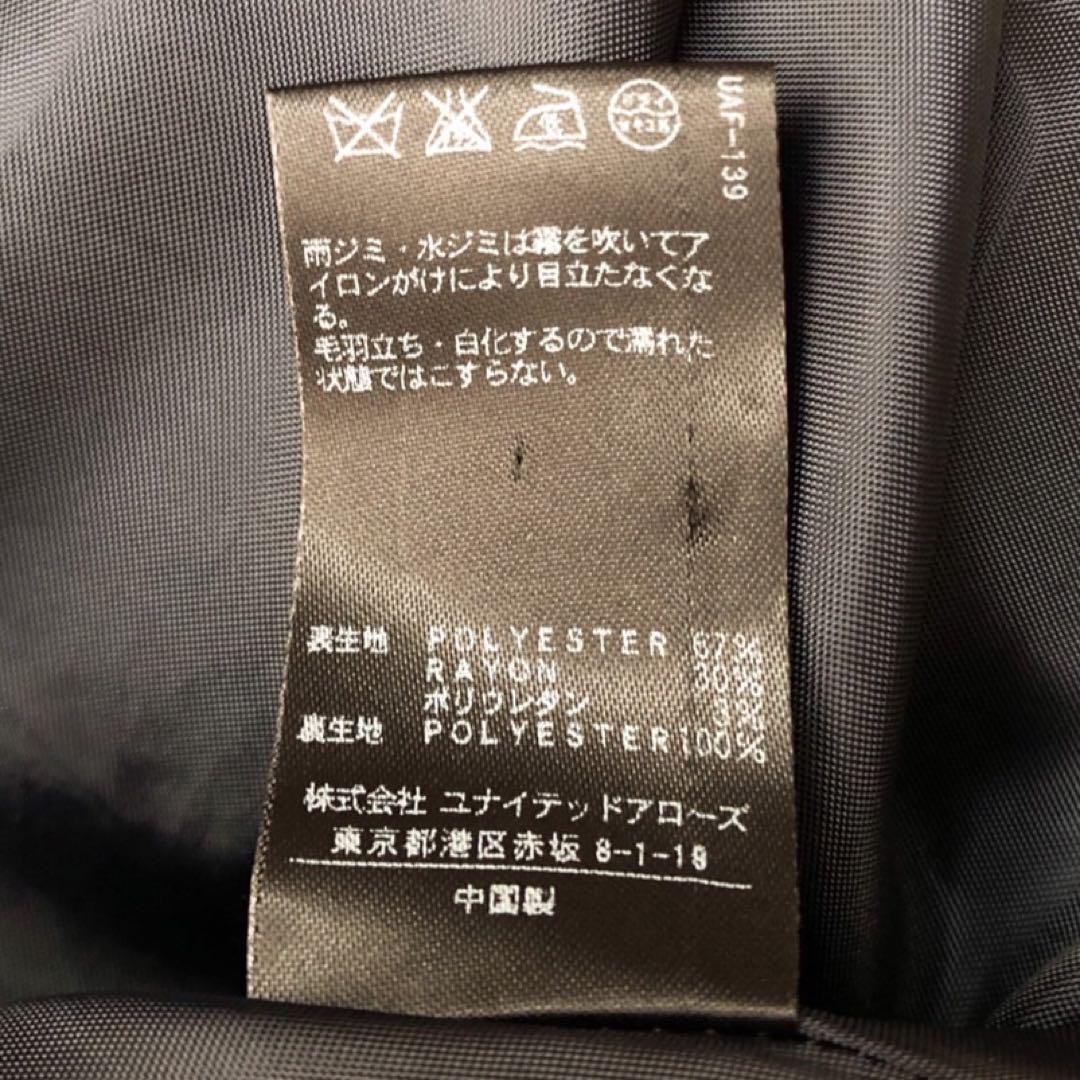 UAF-139
雨ジミ・水ジミは霧を吹いてア
イロンがけにより目立たなくな
る。
毛羽立ち・白化するので濡れた
状態ではこすらない。
表生地 POLYESTER 67%
RAYON 30%
ポリウレタン 3%
裏生地 POLYESTER 100%
株式会社 ユナイテッドアローズ
東京都港区赤坂 8-1-19
中国製